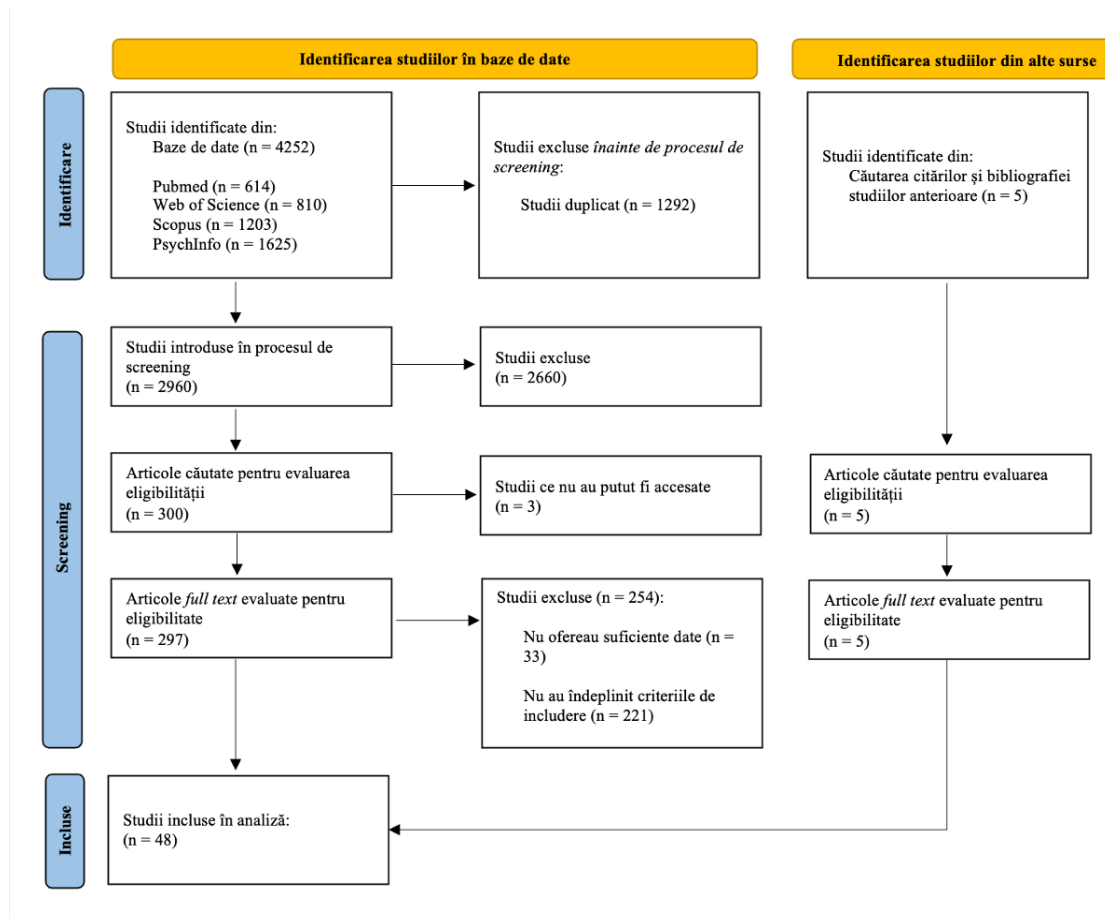 Identificarea studiilor în baze de date
Identificarea studiilor din alte surse
Identificare
Studii identificate din:
Baze de date (n = 4252)
Pubmed (n = 614)
Web of Science (n = 810)
Scopus (n = 1203)
PsychInfo (n = 1625)
Studii excluse înainte de procesul de
screening:
Studii duplicat (n = 1292)
Studii identificate din:
Căutarea citărilor și bibliografiei
studiilor anterioare (n = 5)
Screening
Studii introduse în procesul de
screening
(n = 2960)
Studii excluse
(n = 2660)
Articole căutate pentru evaluarea
eligibilității
(n = 300)
Studii ce nu au putut fi accesate
(n = 3)
Articole căutate pentru evaluarea
eligibilității
(n = 5)
Articole full text evaluate pentru
eligibilitate
(n = 297)
Studii excluse (n = 254):
Nu ofereau suficiente date (n =
33)
Nu au îndeplinit criteriile de
includere (n = 221)
Articole full text evaluate pentru
eligibilitate
(n = 5)
Incluse
Studii incluse în analiză:
(n = 48)